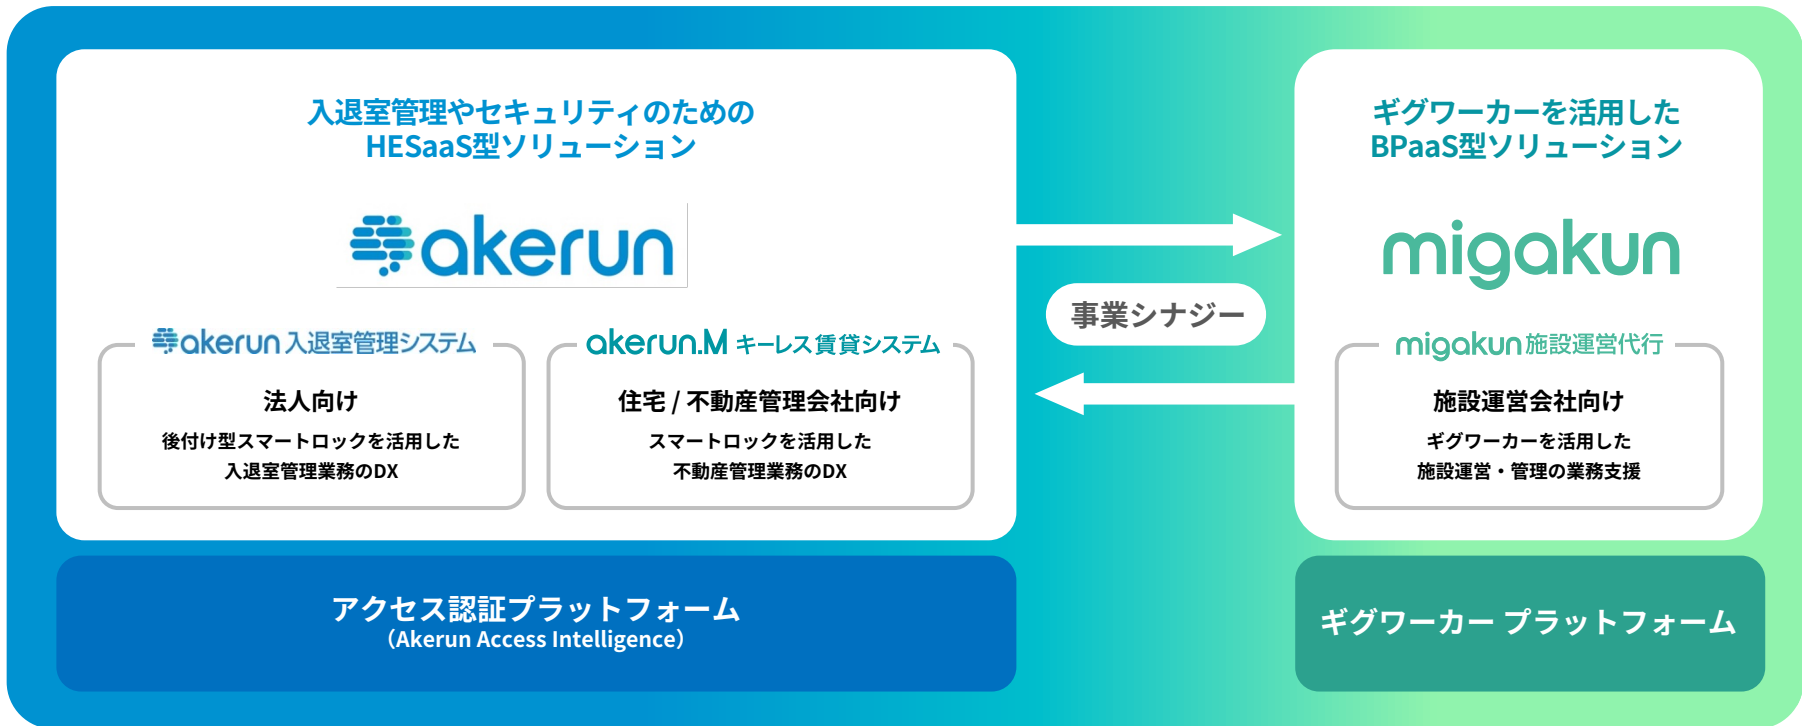 入退室管理やセキュリティのための
HESaaS型ソリューション
akerun
akerun 入退室管理システム
法人向け
後付け型スマートロックを活用した
入退室管理業務のDX
akerun.M キーレス賃貸システム
住宅 / 不動産管理会社向け
スマートロックを活用した
不動産管理業務のDX
アクセス認証プラットフォーム
（Akerun Access Intelligence）
事業シナジー
ギグワーカーを活用した
BPaaS型ソリューション
migakun
migakun 施設運営代行
施設運営会社向け
ギグワーカーを活用した
施設運営・管理の業務支援
ギグワーカー プラットフォーム